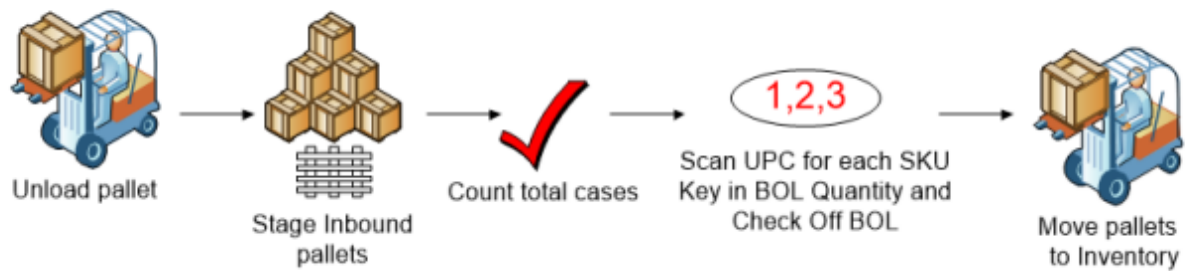 Unload pallet
Stage Inbound
pallets
Count total cases
1,2,3
Scan UPC for each SKU
Key in BOL Quantity and
Check Off BOL
Move pallets
to Inventory